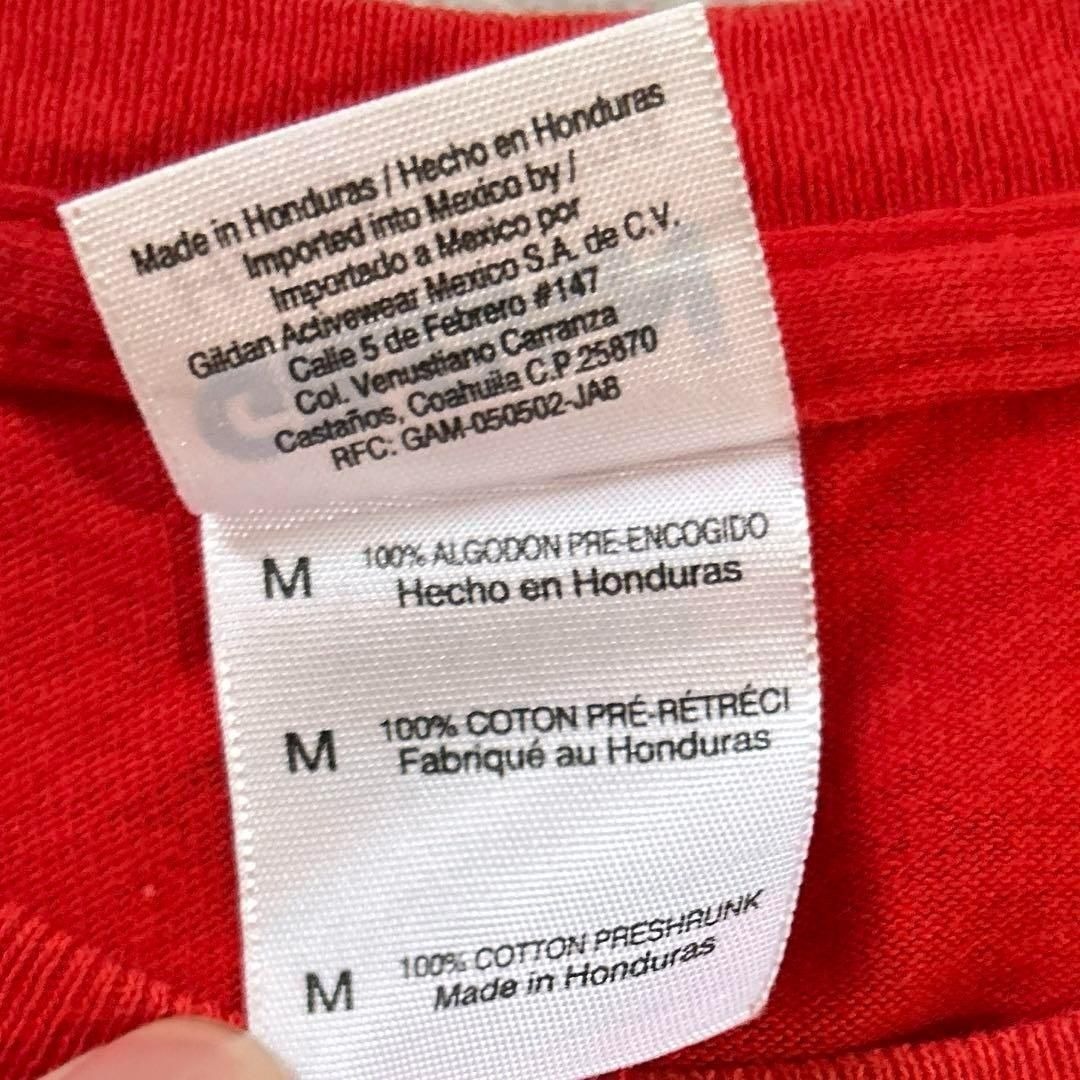 Made in Honduras / Hecho en Honduras
Imported into Mexico by /
Importado a Mexico por
Gildan Activewear Mexico S.A. de C.V.
Calle 5 de Febrero #147
Col. Venustiano Carranza
Castaños, Coahuila C.P. 25870
RFC: GAM-050502-JA8
M 100% ALGODON PRE-ENCOGIDO
Hecho en Honduras
M 100% COTON PRÉ-RÉTRÉCI
Fabriqué au Honduras
M 100% COTTON PRESHRUNK
Made in Honduras